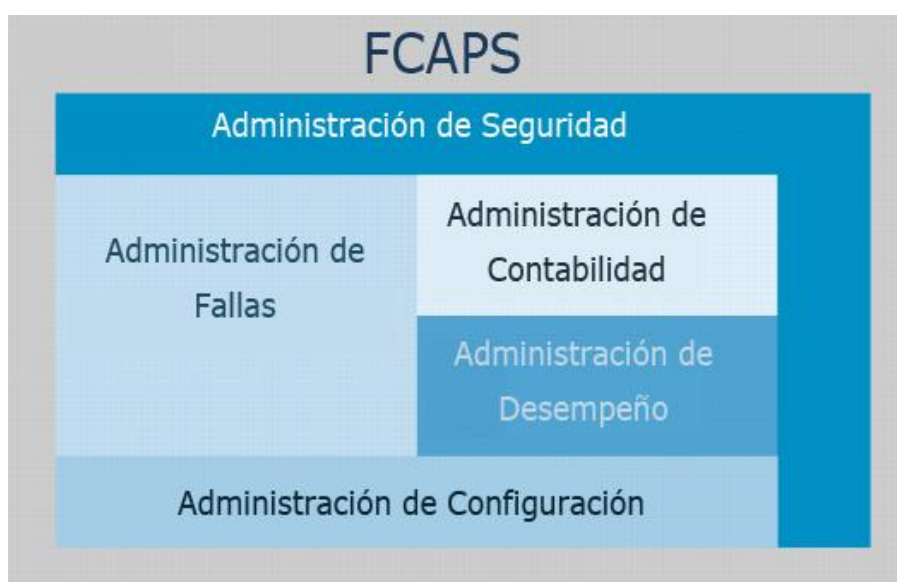 FCAPS
Administración de Seguridad
Administración de
Fallas
Administración de
Contabilidad
Administración de
Desempeño
Administración de Configuración